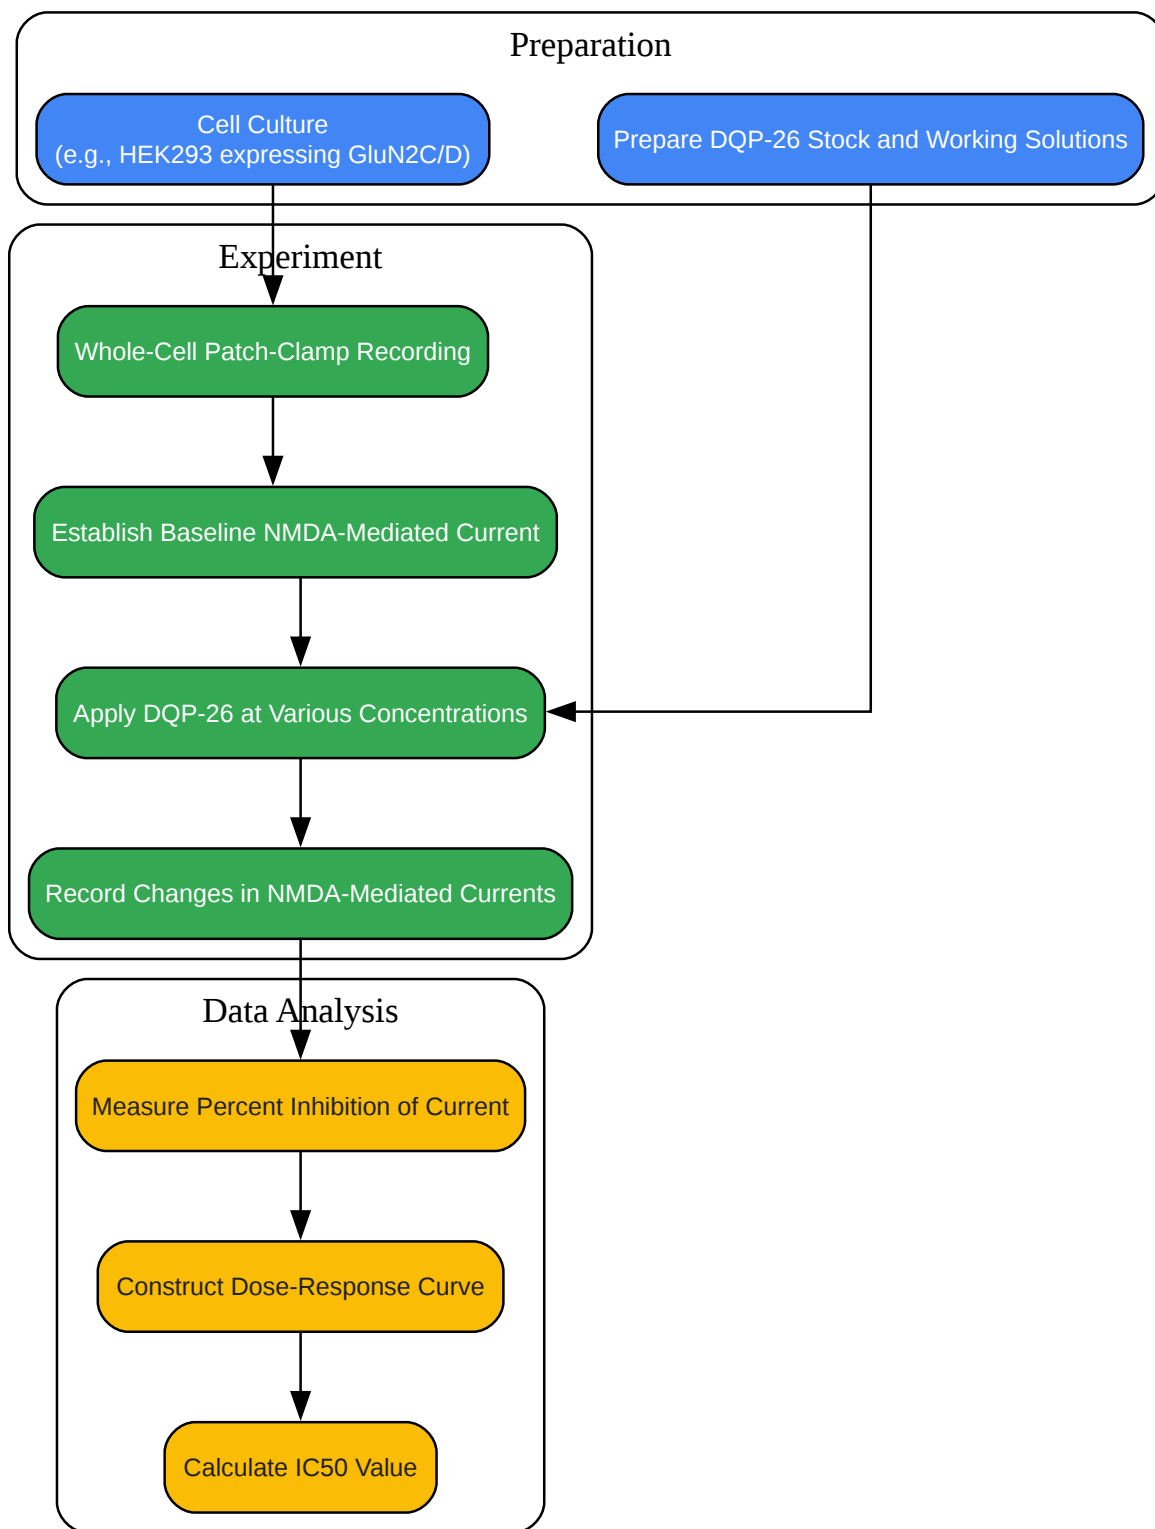 Preparation
Cell Culture
(e.g., HEK293 expressing GluN2C/D)
Prepare DQP-26 Stock and Working Solutions
Experiment
Whole-Cell Patch-Clamp Recording
Establish Baseline NMDA-Mediated Current
Apply DQP-26 at Various Concentrations
Record Changes in NMDA-Mediated Currents
Data Analysis
Measure Percent Inhibition of Current
Construct Dose-Response Curve
Calculate IC50 Value